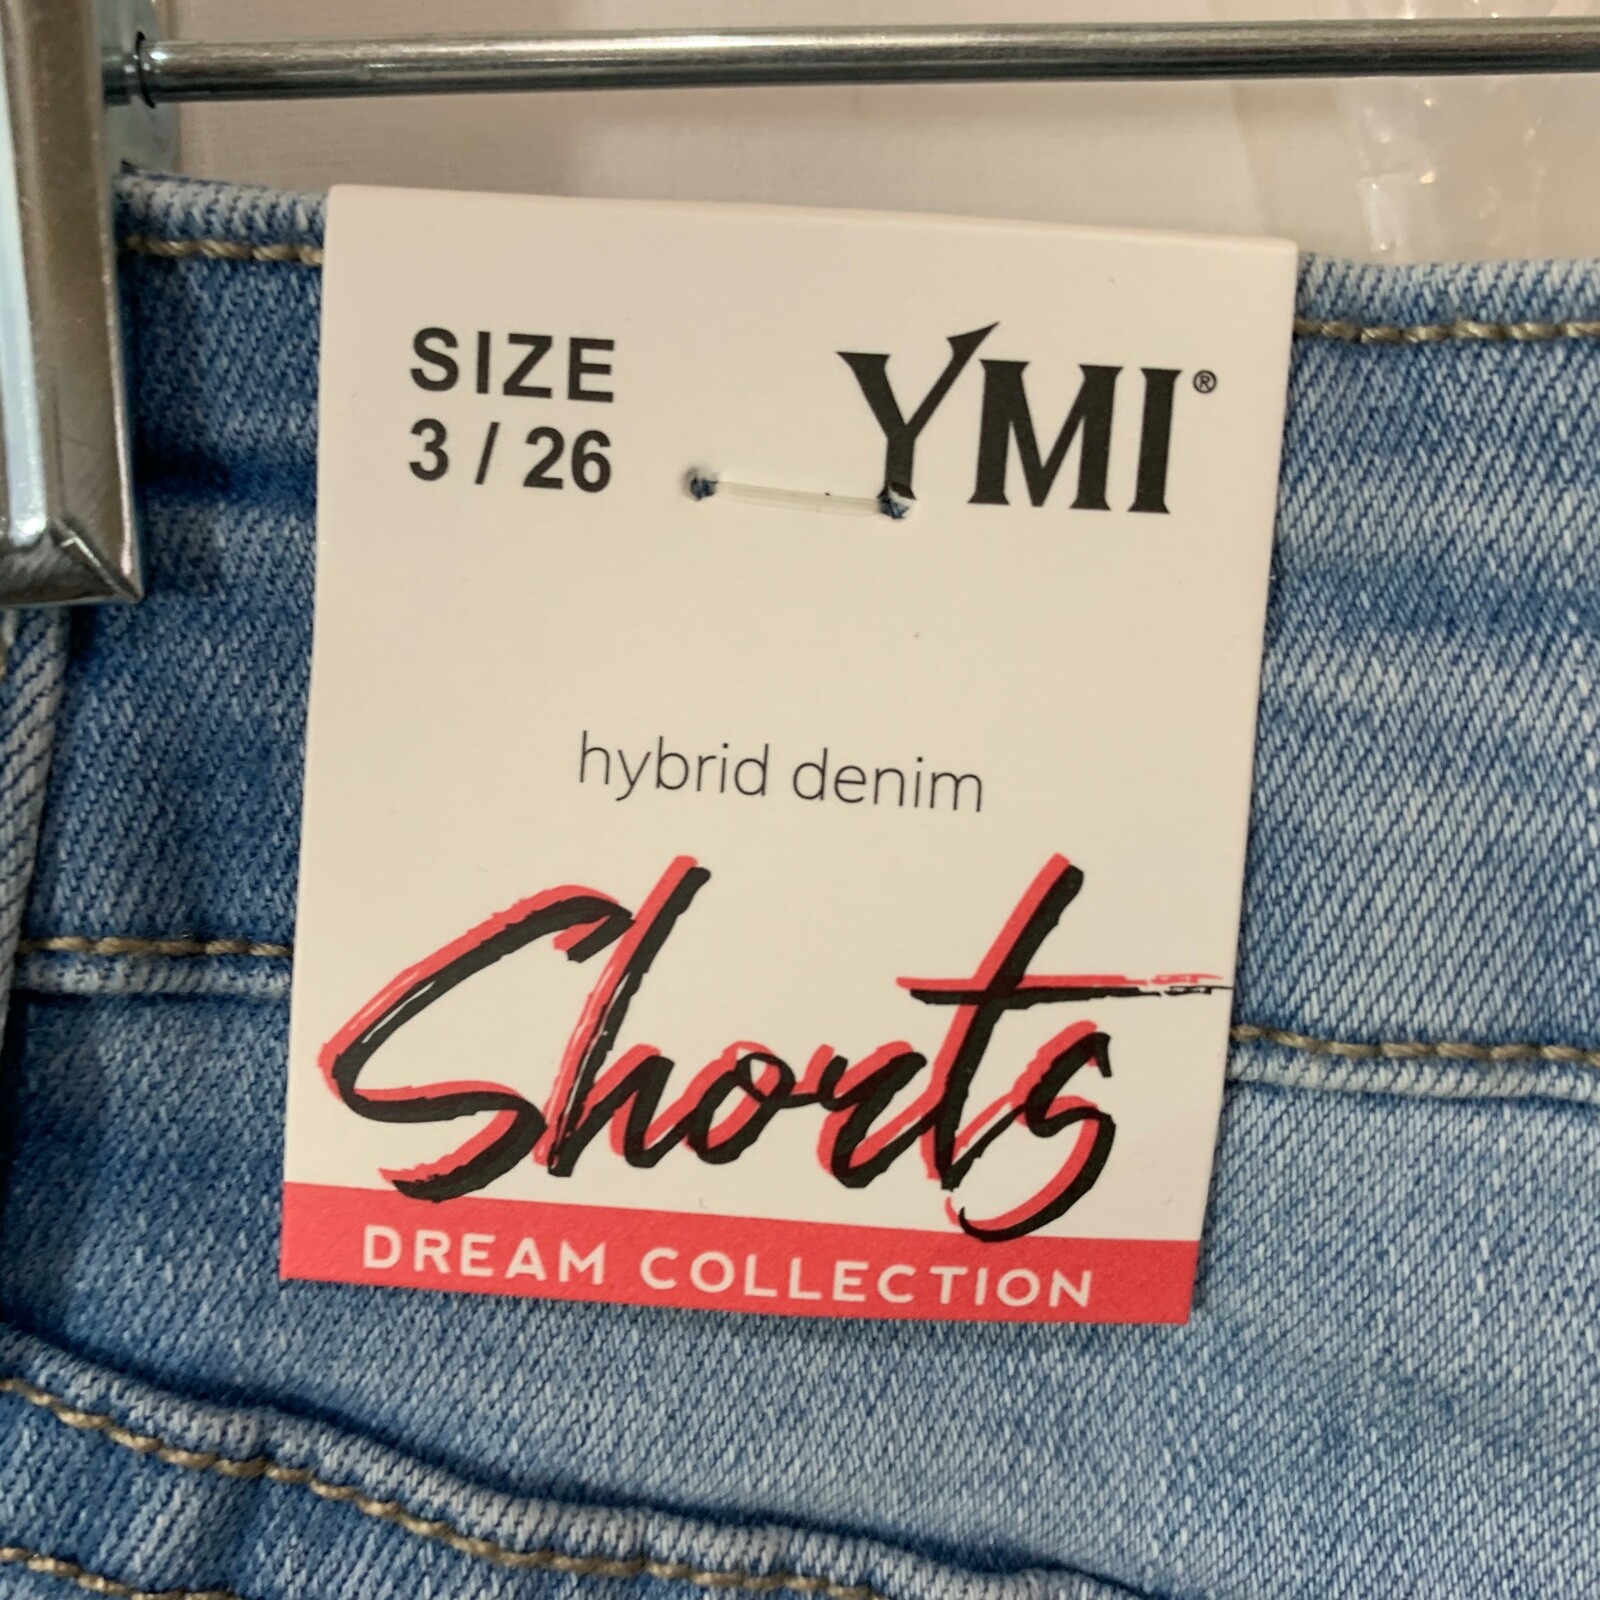 SIZE
3 / 26
YMI®
hybrid denim
Shorts
DREAM COLLECTION